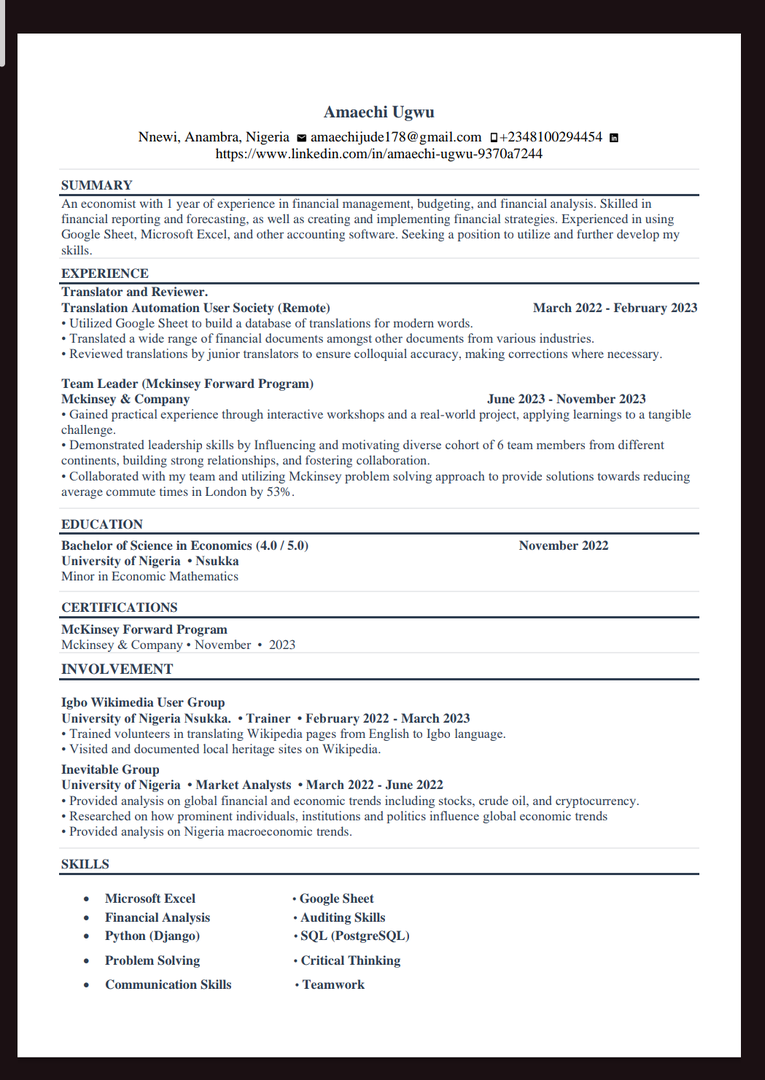 Amaechi Ugwu
Nnewi, Anambra, Nigeria amaechijude178@gmail.com +2348100294454
https://www.linkedin.com/in/amaechi-ugwu-9370a7244
SUMMARY
An economist with 1 year of experience in financial management, budgeting, and financial analysis. Skilled in
financial reporting and forecasting, as well as creating and implementing financial strategies. Experienced in using
Google Sheet, Microsoft Excel, and other accounting software. Seeking a position to utilize and further develop my
skills.
EXPERIENCE
Translator and Reviewer.
Translation Automation User Society (Remote) March 2022 - February 2023
• Utilized Google Sheet to build a database of translations for modern words.
• Translated a wide range of financial documents amongst other documents from various industries.
• Reviewed translations by junior translators to ensure colloquial accuracy, making corrections where necessary.
Team Leader (Mckinsey Forward Program)
Mckinsey & Company June 2023 - November 2023
• Gained practical experience through interactive workshops and a real-world project, applying learnings to a tangible
challenge.
• Demonstrated leadership skills by Influencing and motivating diverse cohort of 6 team members from different
continents, building strong relationships, and fostering collaboration.
• Collaborated with my team and utilizing Mckinsey problem solving approach to provide solutions towards reducing
average commute times in London by 53%.
EDUCATION
Bachelor of Science in Economics (4.0 / 5.0) November 2022
University of Nigeria • Nsukka
Minor in Economic Mathematics
CERTIFICATIONS
McKinsey Forward Program
Mckinsey & Company • November • 2023
INVOLVEMENT
Igbo Wikimedia User Group
University of Nigeria Nsukka. • Trainer • February 2022 - March 2023
• Trained volunteers in translating Wikipedia pages from English to Igbo language.
• Visited and documented local heritage sites on Wikipedia.
Inevitable Group
University of Nigeria • Market Analysts • March 2022 - June 2022
• Provided analysis on global financial and economic trends including stocks, crude oil, and cryptocurrency.
• Researched on how prominent individuals, institutions and politics influence global economic trends
• Provided analysis on Nigeria macroeconomic trends.
SKILLS
• Microsoft Excel • Google Sheet
• Financial Analysis • Auditing Skills
• Python (Django) • SQL (PostgreSQL)
• Problem Solving • Critical Thinking
• Communication Skills • Teamwork